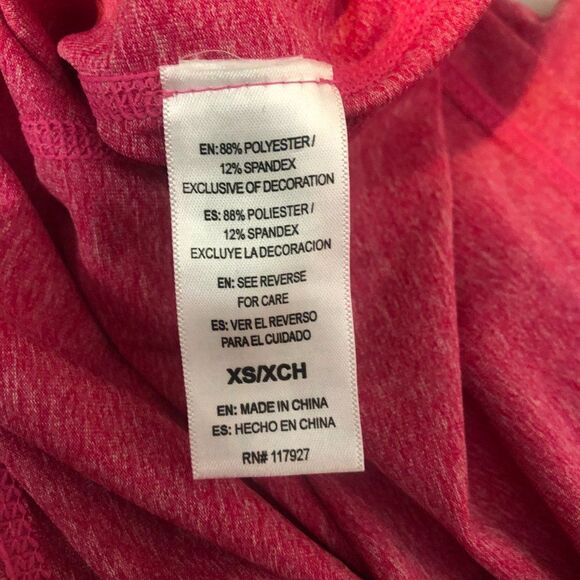 EN: 88% POLYESTER /
12% SPANDEX
EXCLUSIVE OF DECORATION
ES: 88% POLIESTER /
12% SPANDEX
EXCLUYE LA DECORACION
EN: SEE REVERSE
FOR CARE
ES: VER EL REVERSO
PARA EL CUIDADO
XS/XCH
EN: MADE IN CHINA
ES: HECHO EN CHINA
RN# 117927